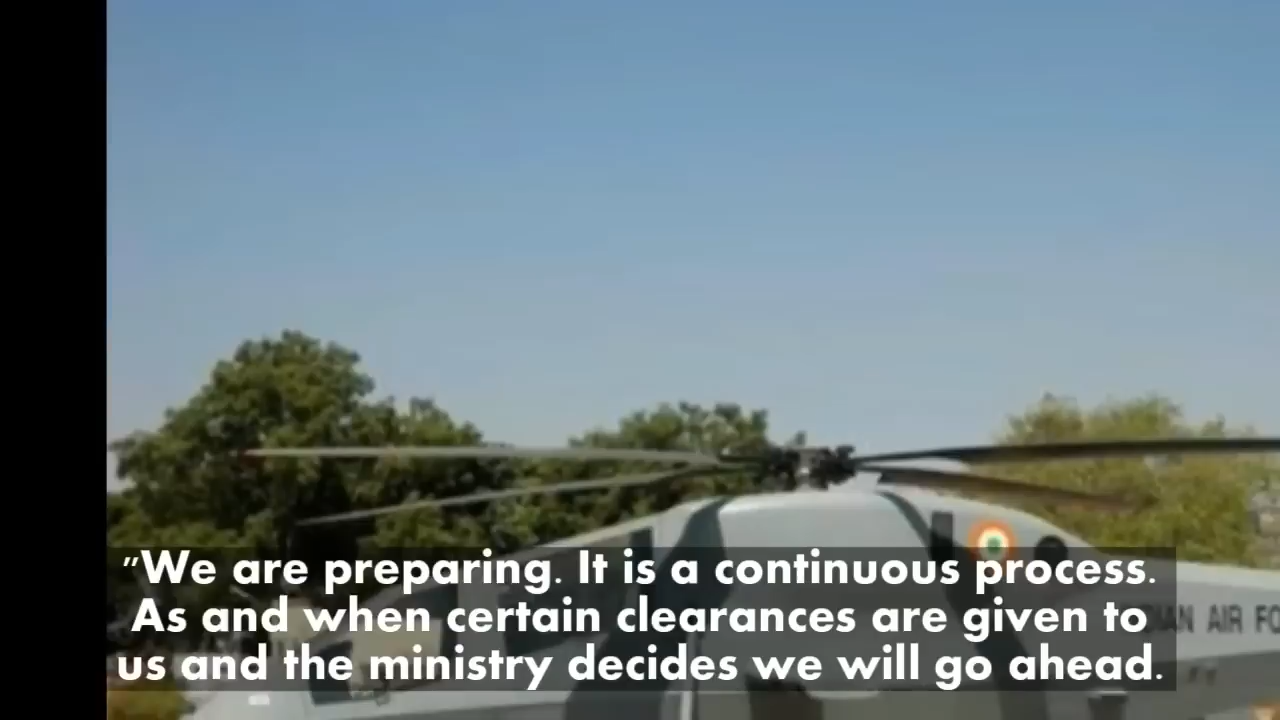 "We are preparing. It is a continuous process.
As and when certain clearances are given to
us and the ministry decides we will go ahead.
AIR